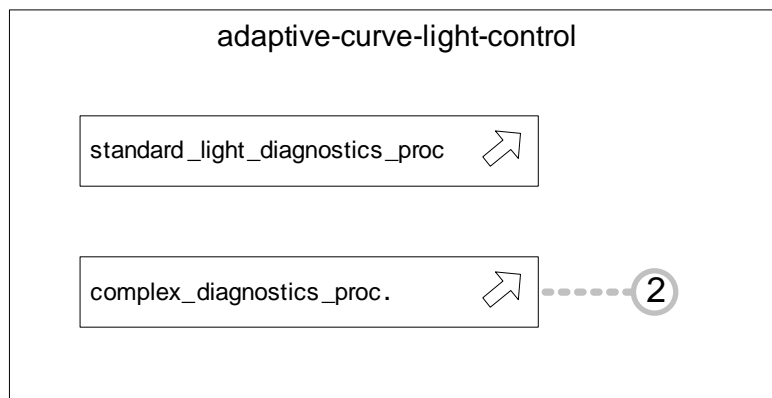 adaptive-curve-light-control
standard_light_diagnostics_proc
complex_diagnostics_proc.
2